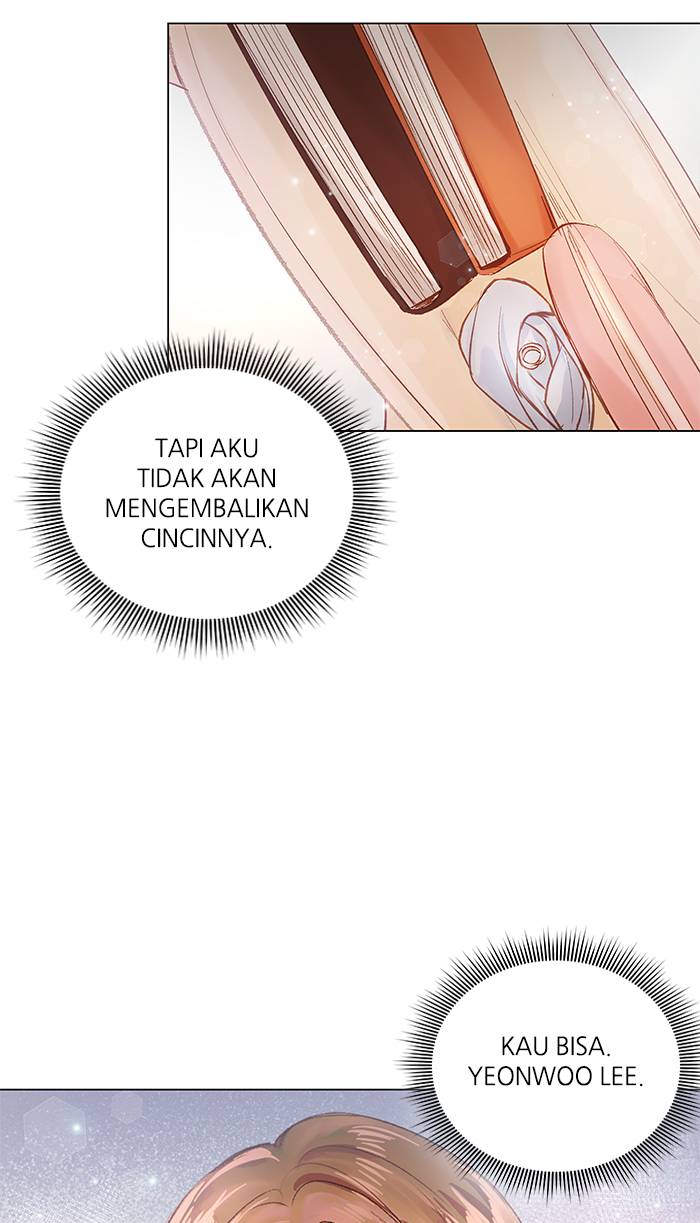 TAPI AKU
TIDAK AKAN
MENGEMBALIKAN
CINCINNYA.
KAU BISA.
YEONWOO LEE.